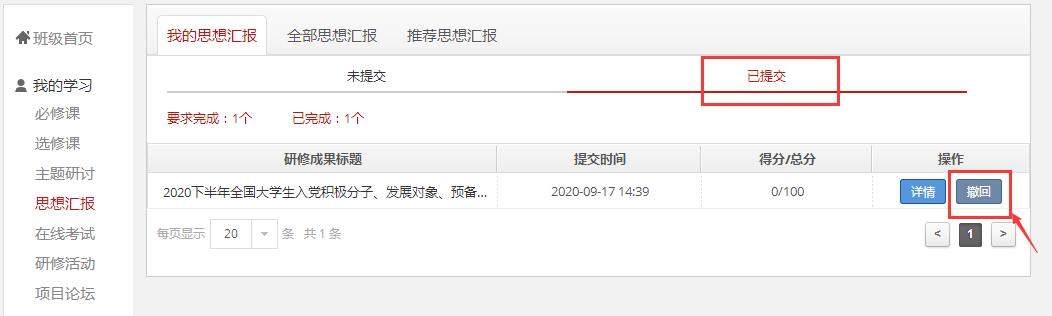 班级首页
我的学习
必修课
选修课
主题研讨
思想汇报
在线考试
研修活动
项目论坛
我的思想汇报 全部思想汇报 推荐思想汇报
未提交 已提交
要求完成：1个 已完成：1个
研修成果标题 提交时间 得分/总分 操作
2020下半年全国大学生入党积极分子、发展对象、预备... 2020-09-17 14:39 0/100 详情 撤回
每页显示 20 条 共 1 条 < 1 >